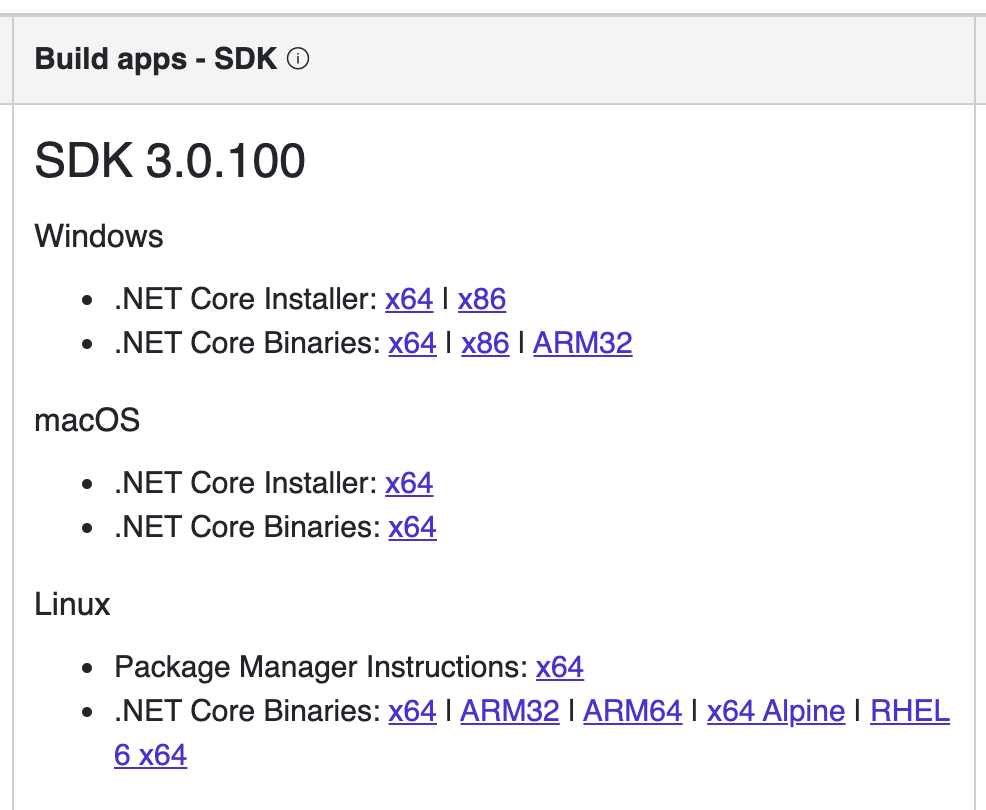 Build apps - SDK ⓘ
SDK 3.0.100
Windows
• .NET Core Installer: x64 | x86
• .NET Core Binaries: x64 | x86 | ARM32
macOS
• .NET Core Installer: x64
• .NET Core Binaries: x64
Linux
• Package Manager Instructions: x64
• .NET Core Binaries: x64 | ARM32 | ARM64 | x64 Alpine | RHEL
6 x64